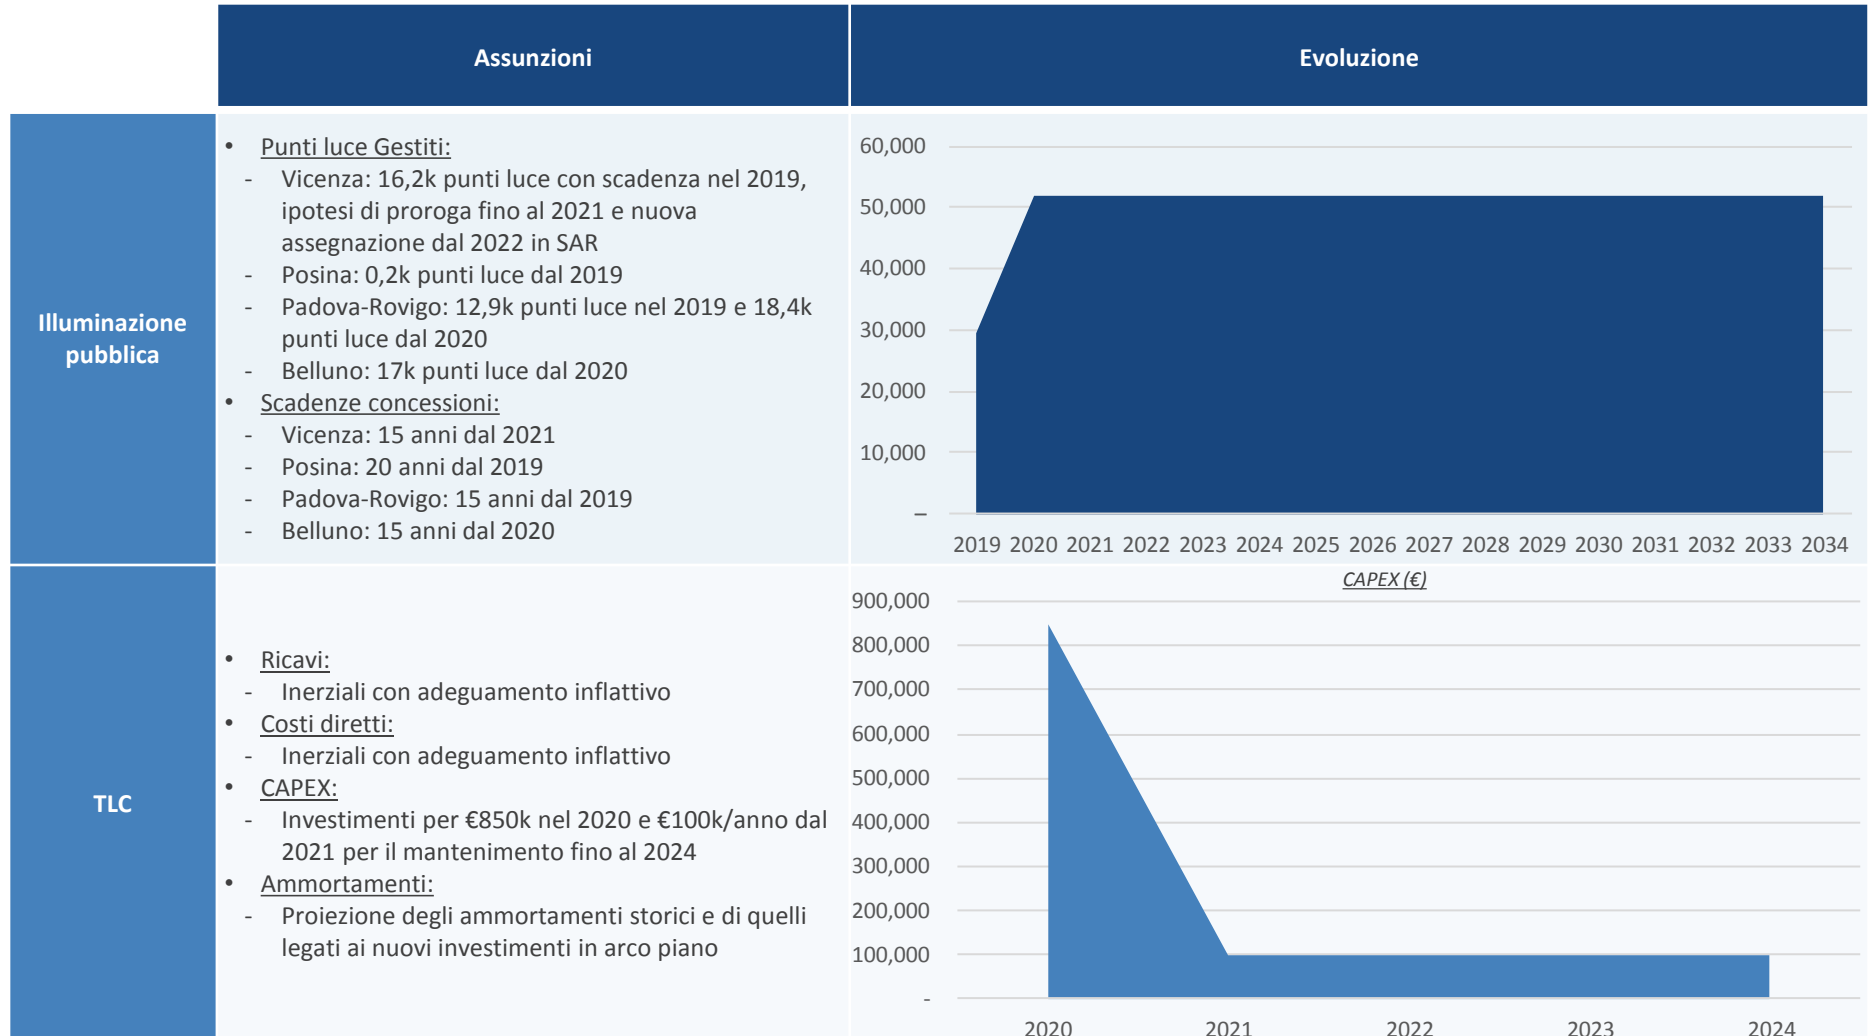 Assunzioni
Evoluzione
Illuminazione
pubblica
• Punti luce Gestiti:
- Vicenza: 16,2k punti luce con scadenza nel 2019,
ipotesi di proroga fino al 2021 e nuova
assegnazione dal 2022 in SAR
- Posina: 0,2k punti luce dal 2019
- Padova-Rovigo: 12,9k punti luce nel 2019 e 18,4k
punti luce dal 2020
- Belluno: 17k punti luce dal 2020
• Scadenze concessioni:
- Vicenza: 15 anni dal 2021
- Posina: 20 anni dal 2019
- Padova-Rovigo: 15 anni dal 2019
- Belluno: 15 anni dal 2020
60,000
50,000
40,000
30,000
20,000
10,000
–
2019 2020 2021 2022 2023 2024 2025 2026 2027 2028 2029 2030 2031 2032 2033 2034
TLC
• Ricavi:
- Inerziali con adeguamento inflattivo
• Costi diretti:
- Inerziali con adeguamento inflattivo
• CAPEX:
- Investimenti per €850k nel 2020 e €100k/anno dal
2021 per il mantenimento fino al 2024
• Ammortamenti:
- Proiezione degli ammortamenti storici e di quelli
legati ai nuovi investimenti in arco piano
CAPEX (€)
900,000
800,000
700,000
600,000
500,000
400,000
300,000
200,000
100,000
-
2020 2021 2022 2023 2024